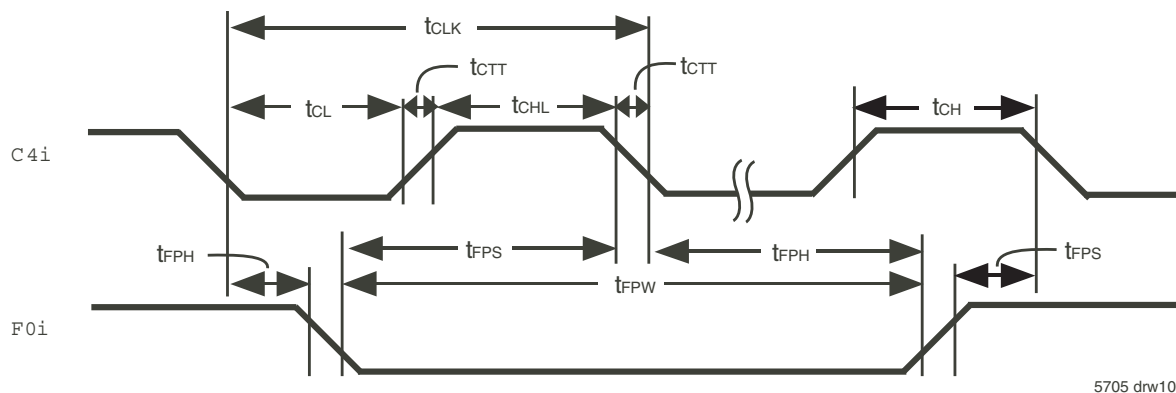 tCLK
tCTT
tCTT
tCL
tCHL
tCH
C4i
tFPH
tFPS
tFPH
tFPS
tFPW
F0i
5705 drw10